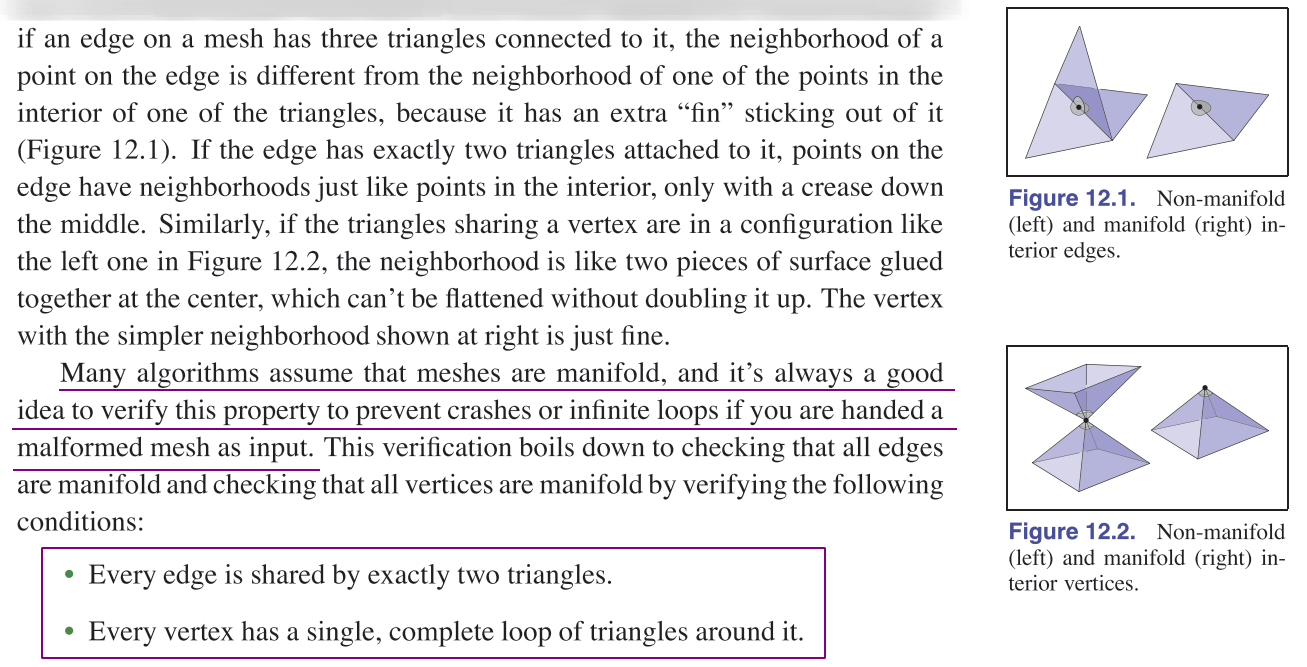 if an edge on a mesh has three triangles connected to it, the neighborhood of a
point on the edge is different from the neighborhood of one of the points in the
interior of one of the triangles, because it has an extra “fin” sticking out of it
(Figure 12.1). If the edge has exactly two triangles attached to it, points on the
edge have neighborhoods just like points in the interior, only with a crease down
the middle. Similarly, if the triangles sharing a vertex are in a configuration like
the left one in Figure 12.2, the neighborhood is like two pieces of surface glued
together at the center, which can’t be flattened without doubling it up. The vertex
with the simpler neighborhood shown at right is just fine.
Many algorithms assume that meshes are manifold, and it’s always a good
idea to verify this property to prevent crashes or infinite loops if you are handed a
malformed mesh as input. This verification boils down to checking that all edges
are manifold and checking that all vertices are manifold by verifying the following
conditions:
• Every edge is shared by exactly two triangles.
• Every vertex has a single, complete loop of triangles around it.
Figure 12.1. Non-manifold
(left) and manifold (right) in-
terior edges.
Figure 12.2. Non-manifold
(left) and manifold (right) in-
terior vertices.